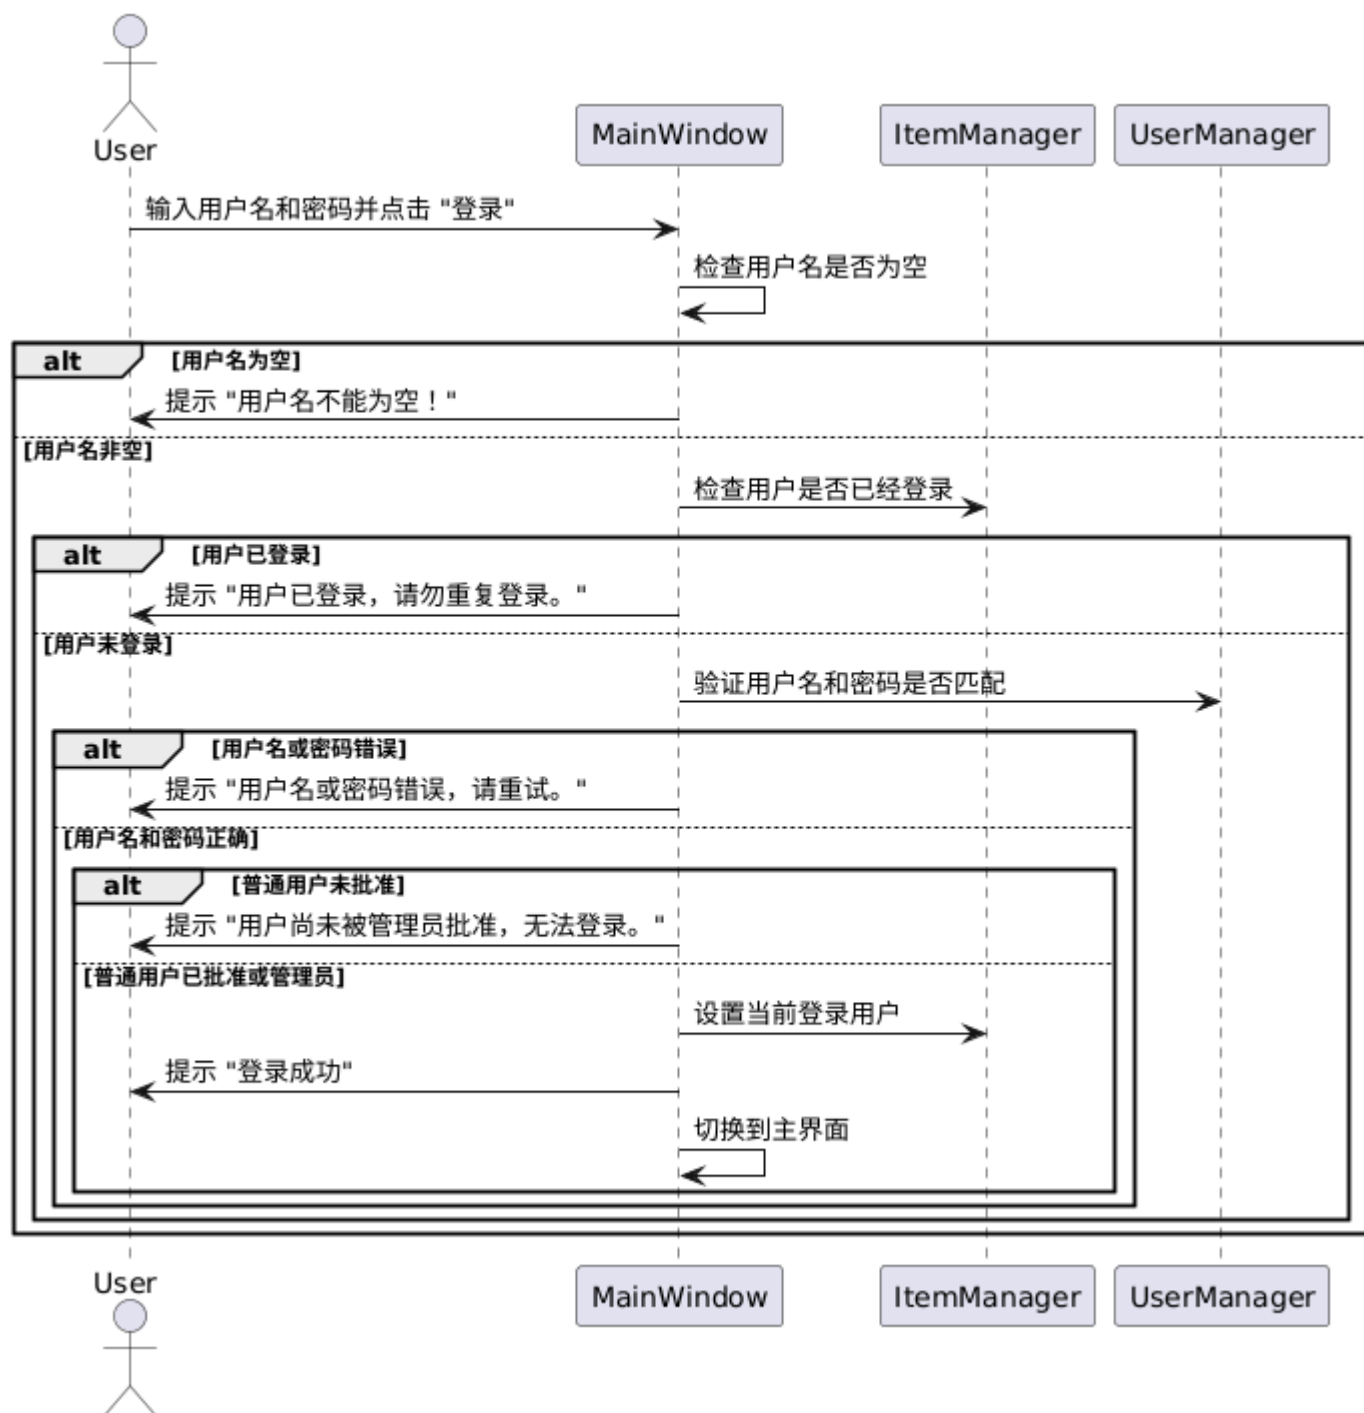 User
MainWindow
ItemManager
UserManager
输入用户名和密码并点击 "登录"
检查用户名是否为空
alt [用户名为空]
提示 "用户名不能为空！"
[用户名非空]
检查用户是否已经登录
alt [用户已登录]
提示 "用户已登录，请勿重复登录。"
[用户未登录]
验证用户名和密码是否匹配
alt [用户名或密码错误]
提示 "用户名或密码错误，请重试。"
[用户名和密码正确]
alt [普通用户未批准]
提示 "用户尚未被管理员批准，无法登录。"
[普通用户已批准或管理员]
设置当前登录用户
提示 "登录成功"
切换到主界面
User
MainWindow
ItemManager
UserManager